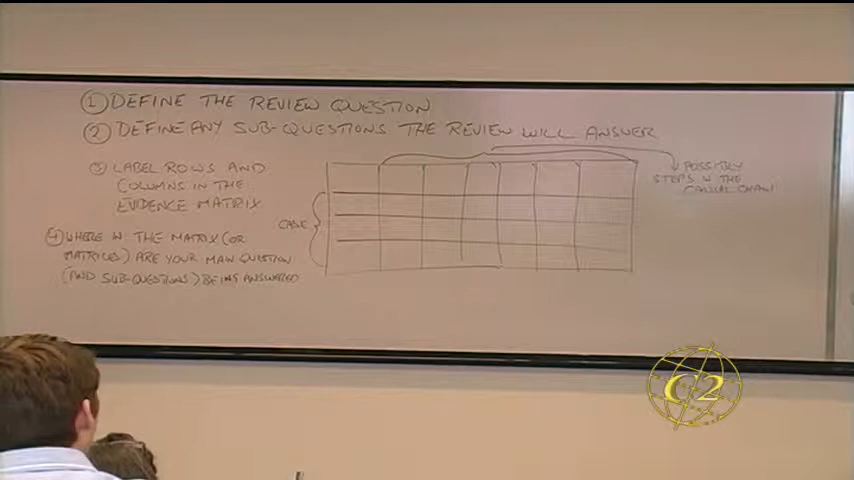 ① DEFINE THE REVIEW QUESTION
② DEFINE ANY SUB-QUESTIONS THE REVIEW WILL ANSWER
③ LABEL ROWS AND
COLUMNS IN THE
EVIDENCE MATRIX
④ WHERE IN THE MATRIX (OR
MATRICES) ARE YOUR MAIN QUESTION
(AND SUB-QUESTIONS) BEING ANSWERED
CASE
POSSIBLY
STEPS IN THE
CAUSAL CHAIN
C2